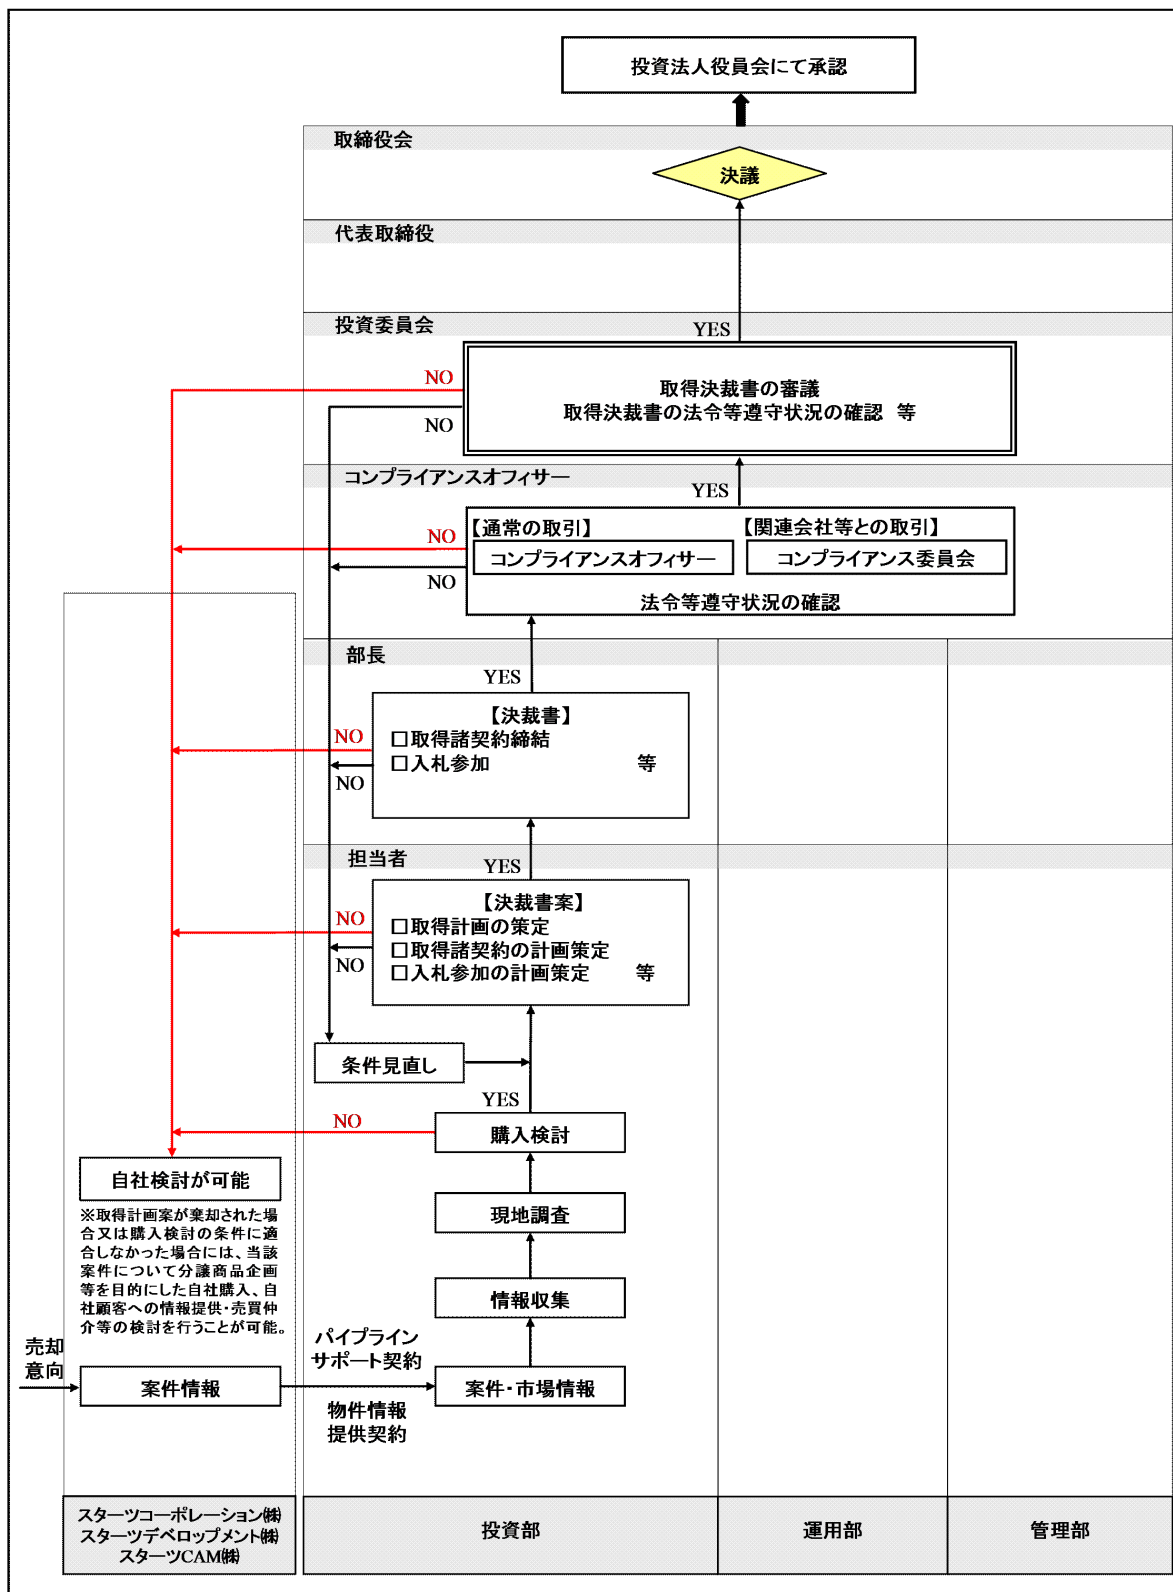 投資法人役員会にて承認
取締役会
決議
代表取締役
投資委員会
YES
NO
取得決裁書の審議
取得決裁書の法令等遵守状況の確認 等
NO
コンプライアンスオフィサー
YES
【通常の取引】
【関連会社等との取引】
NO
コンプライアンスオフィサー
コンプライアンス委員会
NO
法令等遵守状況の確認
部長
YES
【決裁書】
NO
□取得諸契約締結
□入札参加 等
NO
担当者
YES
【決裁書案】
NO
□取得計画の策定
□取得諸契約の計画策定
NO
□入札参加の計画策定 等
条件見直し
YES
NO
購入検討
自社検討が可能
現地調査
※取得計画案が棄却された場
合又は購入検討の条件に適
合しなかった場合には、当該
案件について分譲商品企画
等を目的にした自社購入、自
社顧客への情報提供・売買仲
介等の検討を行うことが可能。
情報収集
売却
意向
パイプライン
サポート契約
案件情報
案件・市場情報
物件情報
提供契約
スターツコーポレーション㈱
スターツデベロップメント㈱
スターツCAM㈱
投資部
運用部
管理部